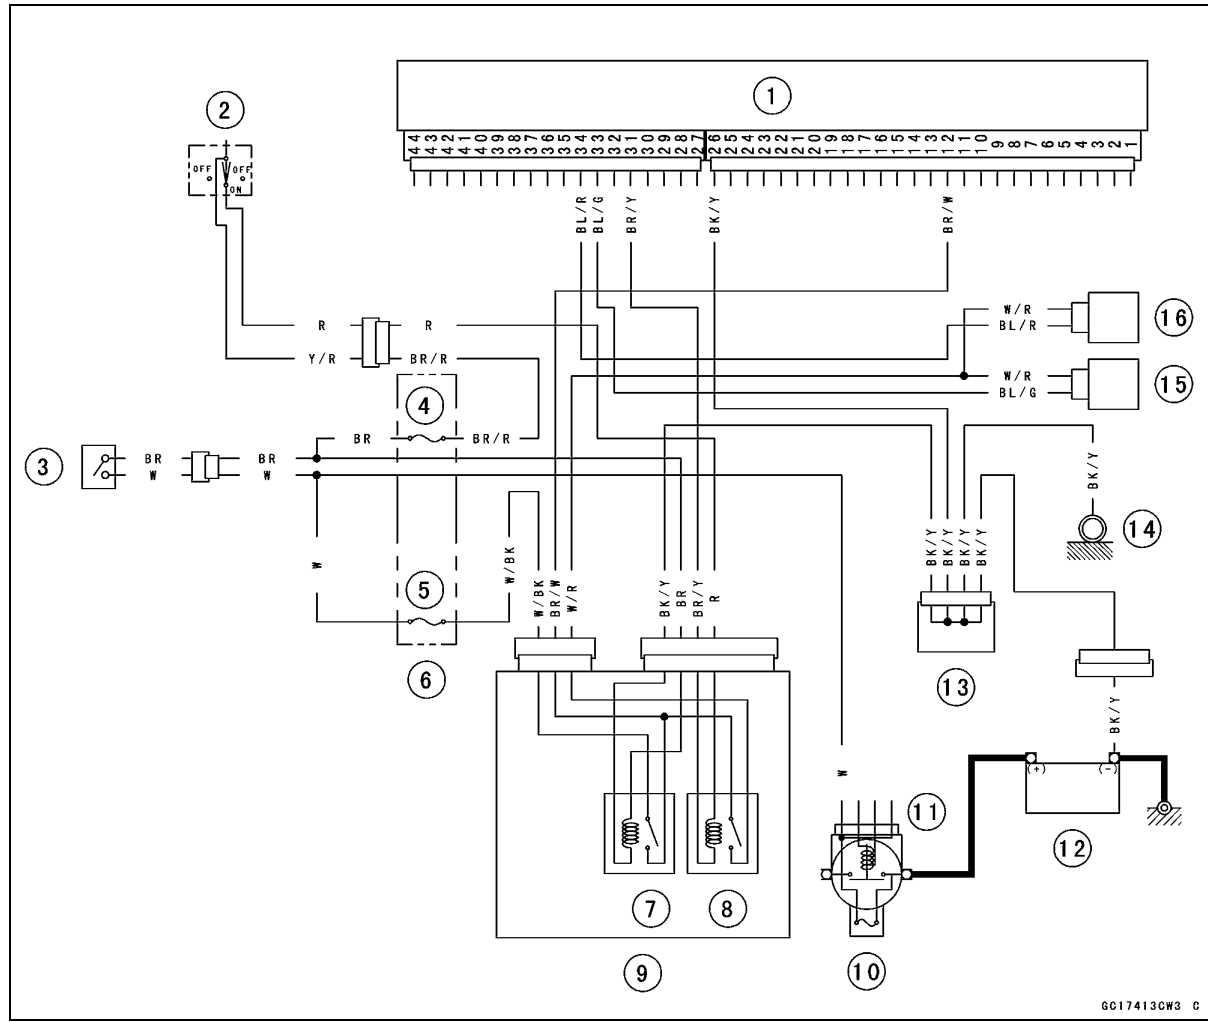 1
2
44 43 42 41 40 39 38 37 36 35 34 33 32 31 30 29 28 27 26 25 24 23 22 21 20 19 18 17 16 15 14 13 12 11 10 9 8 7 6 5 4 3 2 1
OFF OFF
ON
BL/R BL/G BR/Y BK/Y BR/W
W/R
BL/R
16
R R
Y/R BR/R
W/R
BL/G
15
4
BR BR/R
3
BR BR
W W
BK/Y
14
W
W/BK
5
W/BK BR/W W/R
BK/Y BR BR/Y R
BK/Y BK/Y BK/Y BK/Y
6
13
BK/Y
W
(+) (-)
11
12
7 8
9
10
GC17413CW3 C